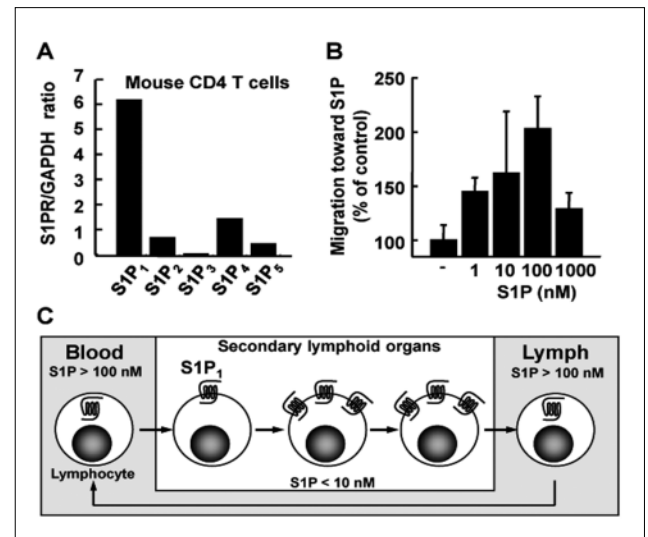 A
Mouse CD4 T cells
S1PR/GAPDH ratio
7
6
5
4
3
2
1
0
S1P1
S1P2
S1P3
S1P4
S1P5
B
Migration toward S1P
(% of control)
250
200
150
100
- 1 10 100 1000
S1P (nM)
C
Blood
S1P > 100 nM
Lymphocyte
Secondary lymphoid organs
S1P1
S1P < 10 nM
Lymph
S1P > 100 nM